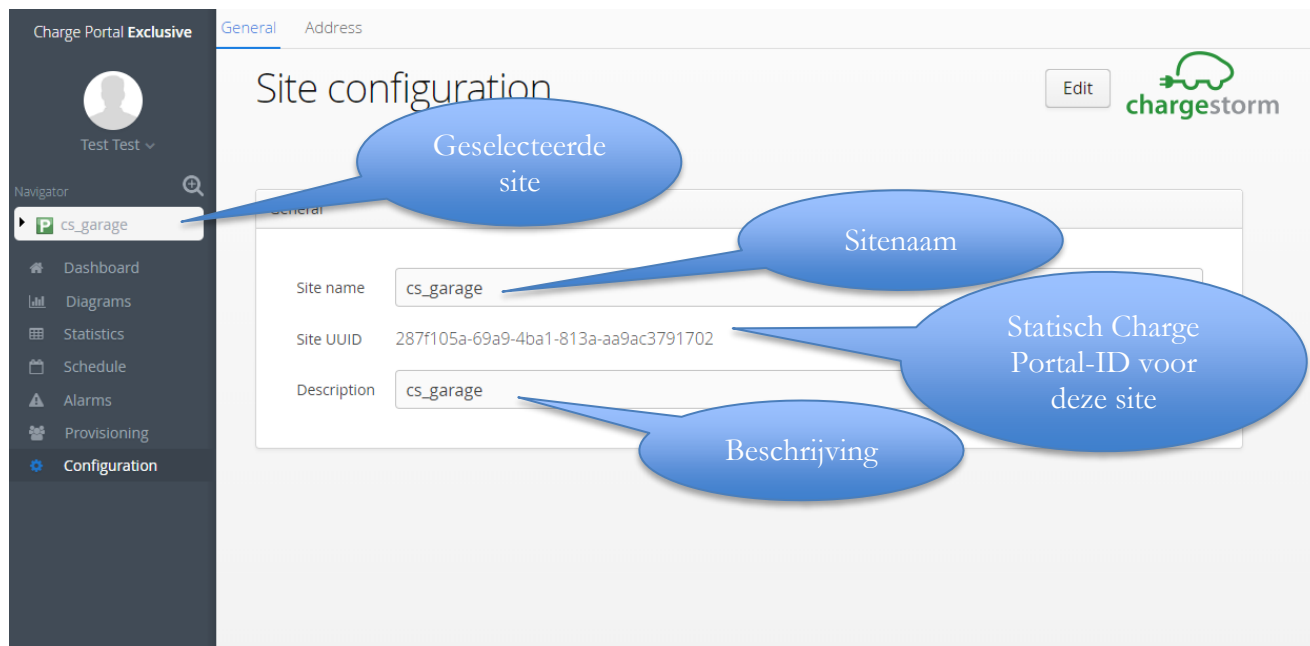 Charge Portal Exclusive
General Address
Test Test
Navigator
cs_garage
Dashboard
Diagrams
Statistics
Schedule
Alarms
Provisioning
Configuration
Site configuration
Edit
chargestorm
Geselecteerde
site
General
Sitenaam
Site name cs_garage
Site UUID 287f105a-69a9-4ba1-813a-aa9ac3791702
Statisch Charge
Portal-ID voor
deze site
Description cs_garage
Beschrijving